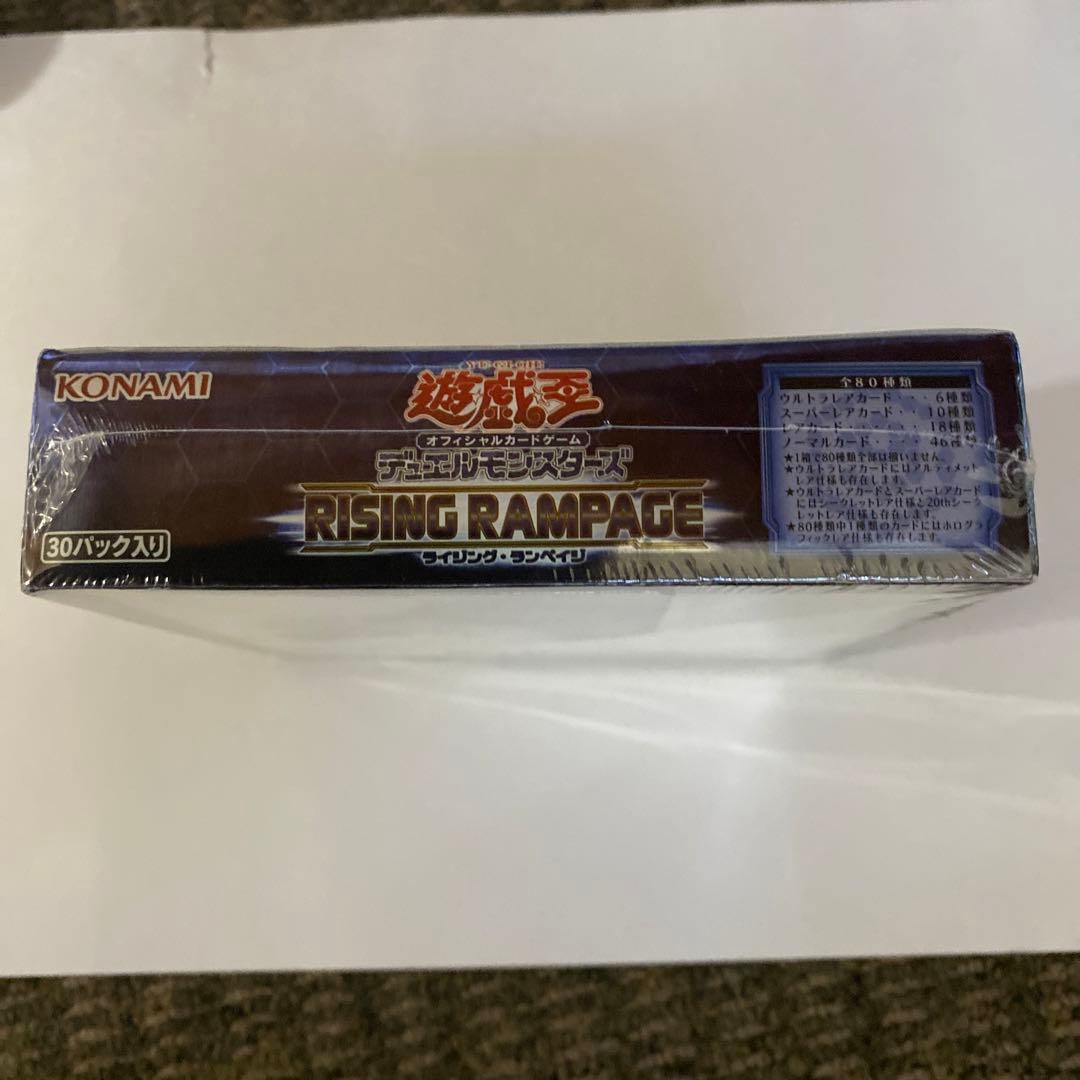 KONAMI
YU-GI-OH
遊戯王
オフィシャルカードゲーム
デュエルモンスターズ
RISING RAMPAGE
ライジング・ランペイジ
30パック入り
全80種類
ウルトラレアカード・・・6種類
スーパーレアカード・・10種類
レアカード・・・・・18種類
ノーマルカード・・・・46種類
★1箱で80種類全部は揃いません。
★ウルトラレアカードにはアルティメット
レア仕様も存在します。
★ウルトラレアカードとスーパーレアカード
にはシークレットレア仕様と20thシーク
レットレア仕様も存在します。
★80種類中1種類のカードにはホログラ
フィックレア仕様も存在します。